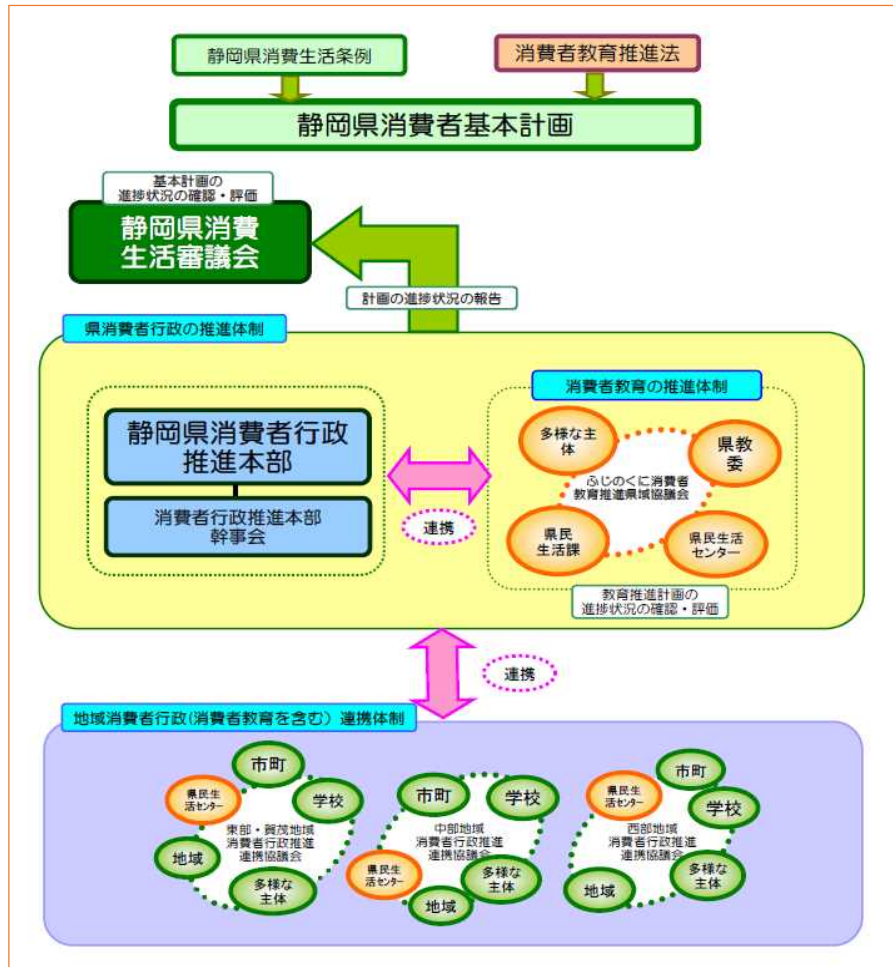 静岡県消費生活条例
消費者教育推進法
静岡県消費者基本計画
基本計画の
進捗状況の確認・評価
静岡県消費
生活審議会
計画の進捗状況の報告
県消費者行政の推進体制
静岡県消費者行政
推進本部
消費者行政推進本部
幹事会
連携
消費者教育の推進体制
多様な主
体
県教
委
ふじのくに消費者
教育推進県域協議会
県民
生活課
県民生活
センター
教育推進計画の
進捗状況の確認・評価
連携
地域消費者行政(消費者教育を含む）連携体制
市町
県民生
活センター
学校
東部・賀茂地域
消費者行政推進
連携協議会
地域
多様な
主体
市町
学校
中部地域
消費者行政推進
連携協議会
県民生
活センター
多様な
主体
地域
市町
県民生
活センター
学校
西部地域
消費者行政推進
連携協議会
多様な
主体
地域